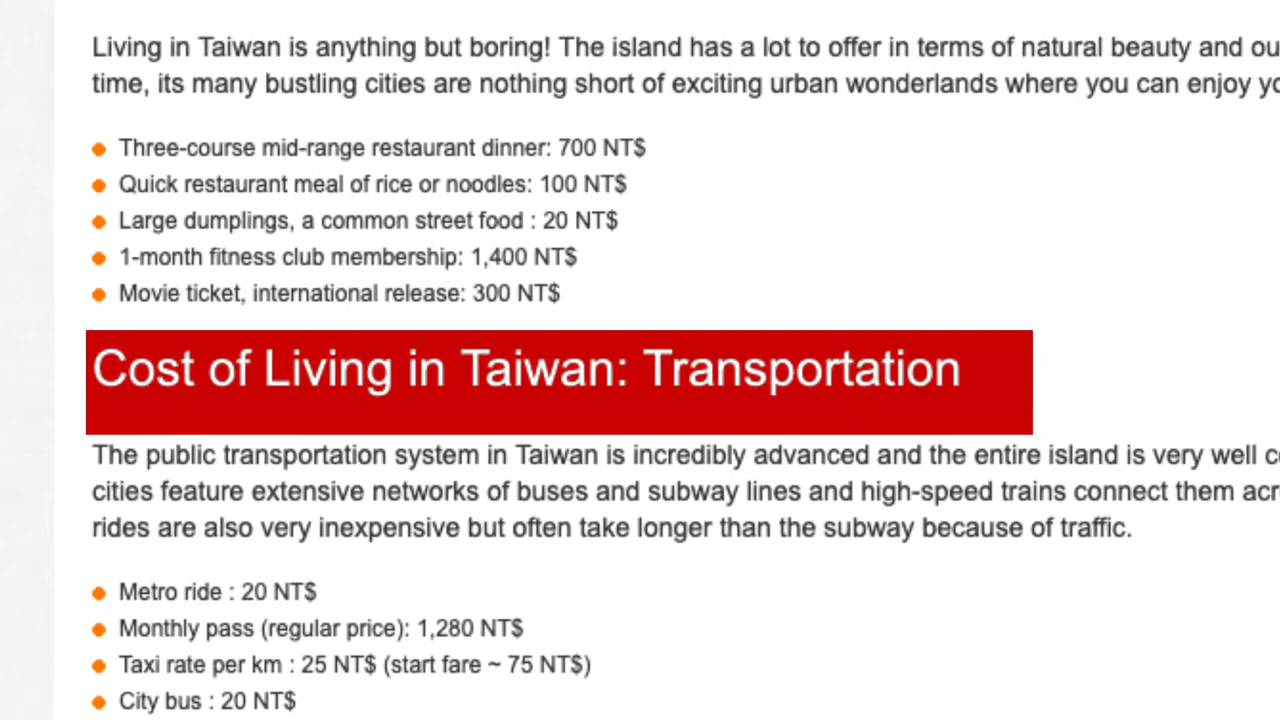 Living in Taiwan is anything but boring! The island has a lot to offer in terms of natural beauty and
time, its many bustling cities are nothing short of exciting urban wonderlands where you can enjoy
Three-course mid-range restaurant dinner: 700 NT$
Quick restaurant meal of rice or noodles: 100 NT$
Large dumplings, a common street food : 20 NT$
1-month fitness club membership: 1,400 NT$
Movie ticket, international release: 300 NT$
Cost of Living in Taiwan: Transportation
The public transportation system in Taiwan is incredibly advanced and the entire island is very well
cities feature extensive networks of buses and subway lines and high-speed trains connect them
rides are also very inexpensive but often take longer than the subway because of traffic.
Metro ride : 20 NT$
Monthly pass (regular price): 1,280 NT$
Taxi rate per km : 25 NT$ (start fare ~ 75 NT$)
City bus : 20 NT$